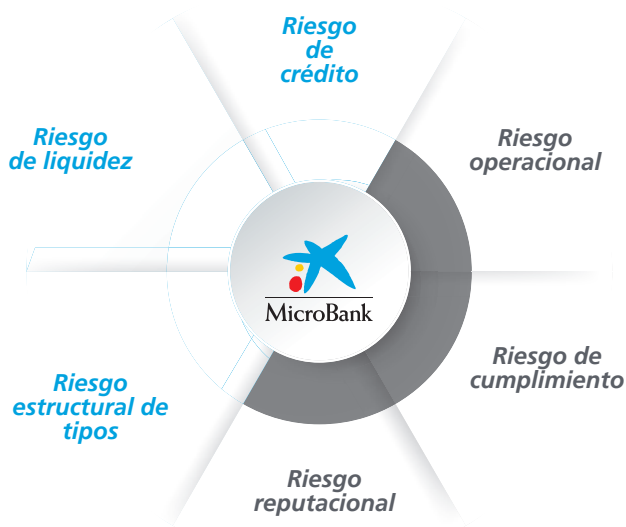 Riesgo
de
crédito
Riesgo
de liquidez
Riesgo
operacional
MicroBank
Riesgo
estructural de
tipos
Riesgo de
cumplimiento
Riesgo
reputacional